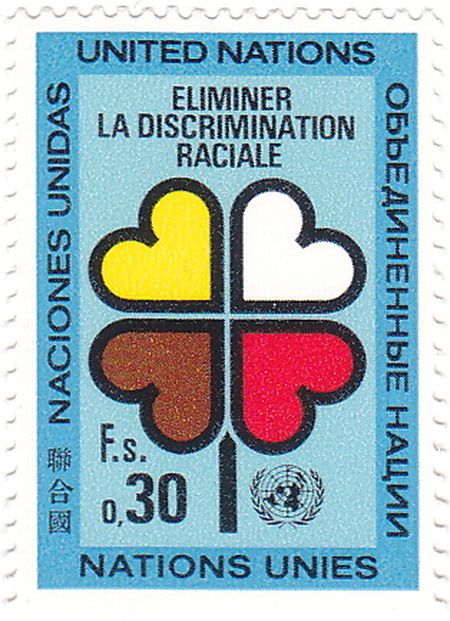 UNITED NATIONS
ELIMINER
LA DISCRIMINATION
RACIALE
NACIONES UNIDAS
ОБЪЕДИНЕННЫЕ НАЦИИ
聯合國
F.s.
0,30
NATIONS UNIES